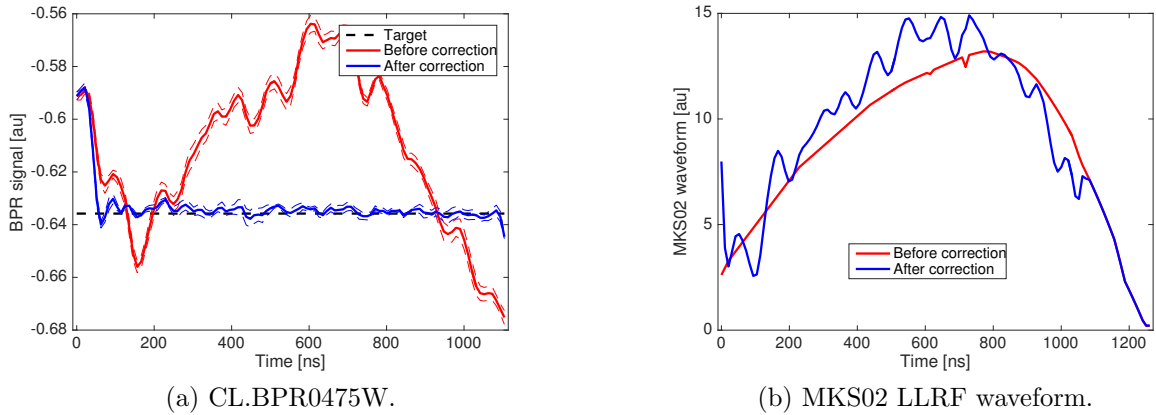 -0.56
-0.58
-0.6
-0.62
-0.64
-0.66
-0.68
BPR signal [au]
0
200
400
600
800
1000
Time [ns]
Target
Before correction
After correction
(a) CL.BPR0475W.
15
10
5
0
MKS02 waveform [au]
0
200
400
600
800
1000
1200
Time [ns]
Before correction
After correction
(b) MKS02 LLRF waveform.